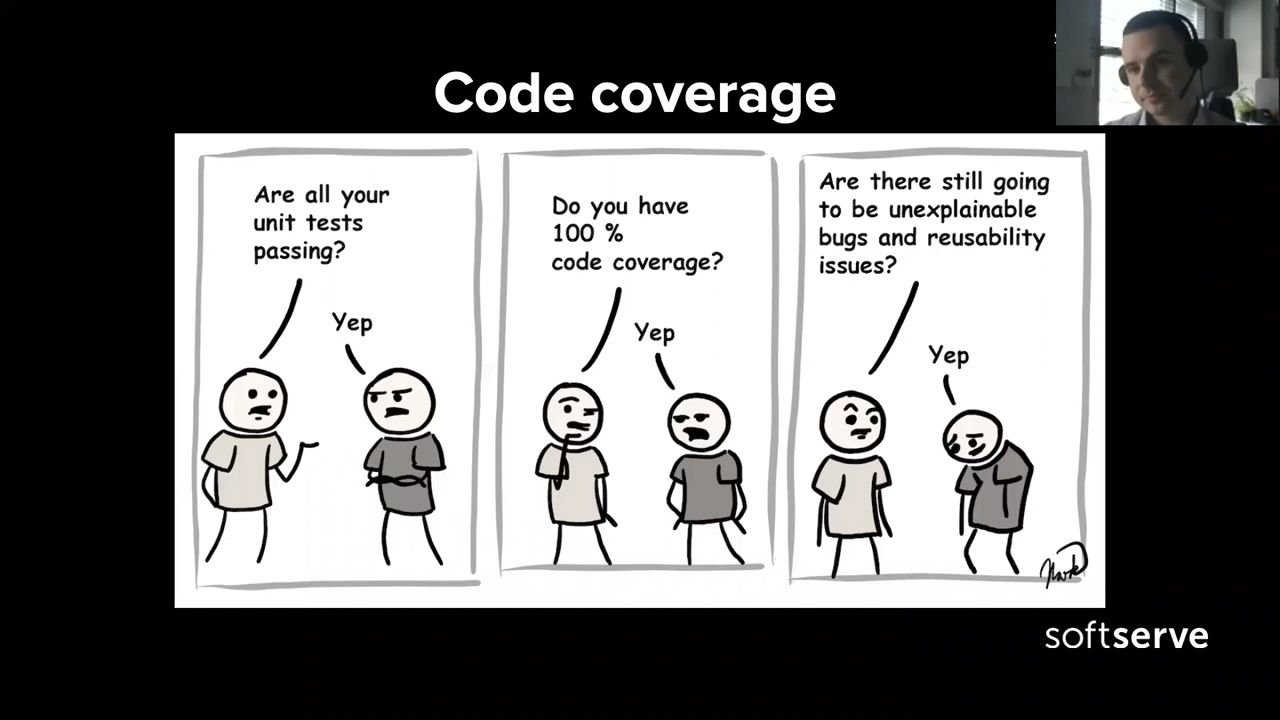 Code coverage
Are all your
unit tests
passing?
Yep
Do you have
100 %
code coverage?
Yep
Are there still going
to be unexplainable
bugs and reusability
issues?
Yep
softserve